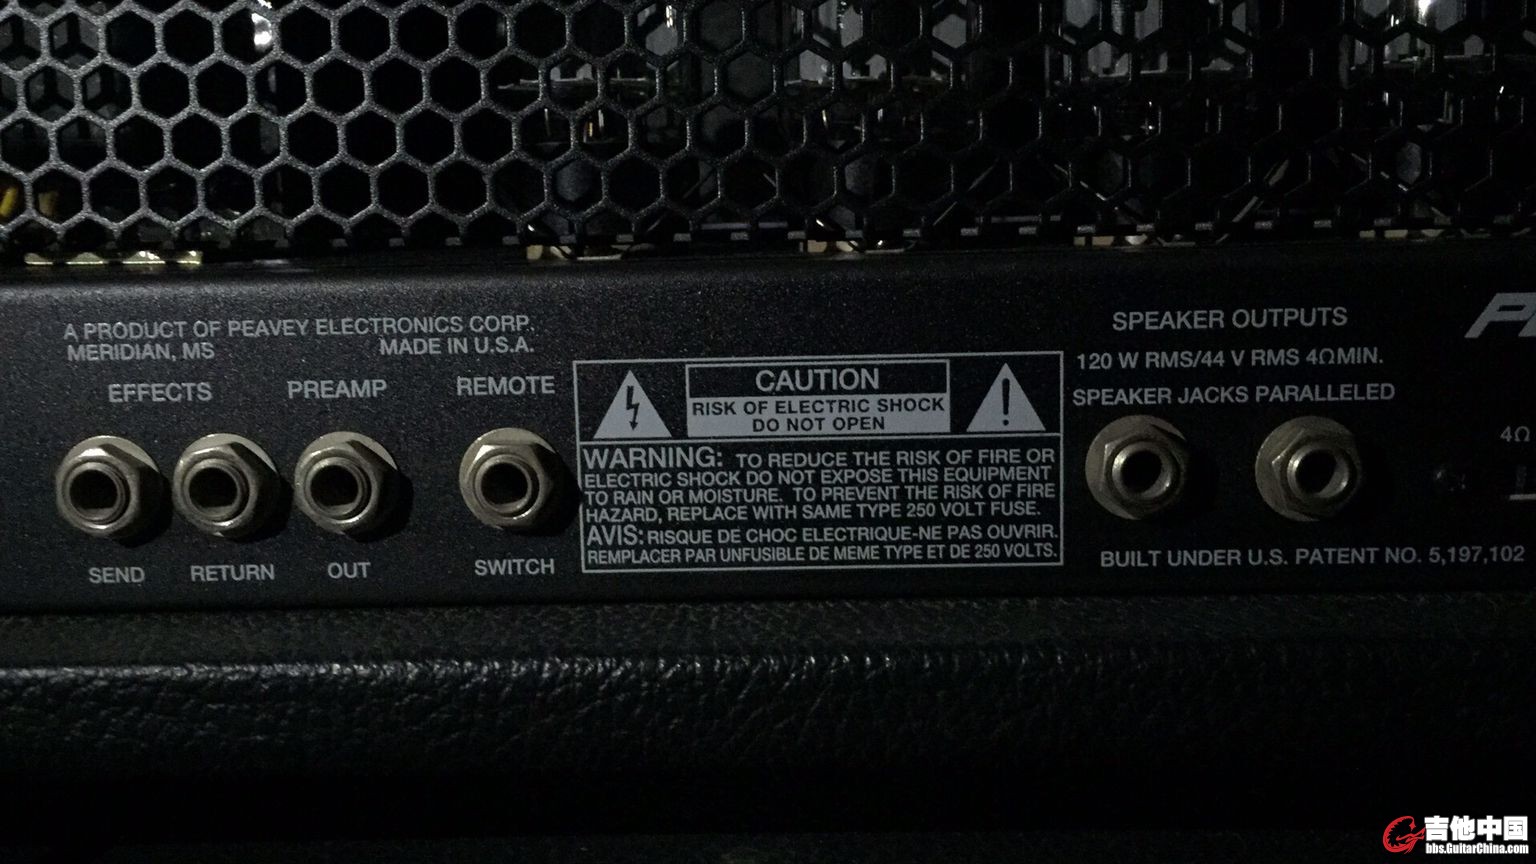 A PRODUCT OF PEAVEY ELECTRONICS CORP.
MERIDIAN, MS MADE IN U.S.A.
EFFECTS PREAMP REMOTE
SEND RETURN OUT SWITCH
CAUTION
RISK OF ELECTRIC SHOCK
DO NOT OPEN
WARNING: TO REDUCE THE RISK OF FIRE OR
ELECTRIC SHOCK DO NOT EXPOSE THIS EQUIPMENT
TO RAIN OR MOISTURE. TO PREVENT THE RISK OF FIRE
HAZARD, REPLACE WITH SAME TYPE 250 VOLT FUSE.
AVIS: RISQUE DE CHOC ELECTRIQUE-NE PAS OUVRIR.
REMPLACER PAR UNFUSIBLE DE MEME TYPE ET DE 250 VOLTS.
SPEAKER OUTPUTS
120 W RMS/44 V RMS 4ΩMIN.
SPEAKER JACKS PARALLELED
BUILT UNDER U.S. PATENT NO. 5,197,102
4Ω
吉他中国
bbs.GuitarChina.com